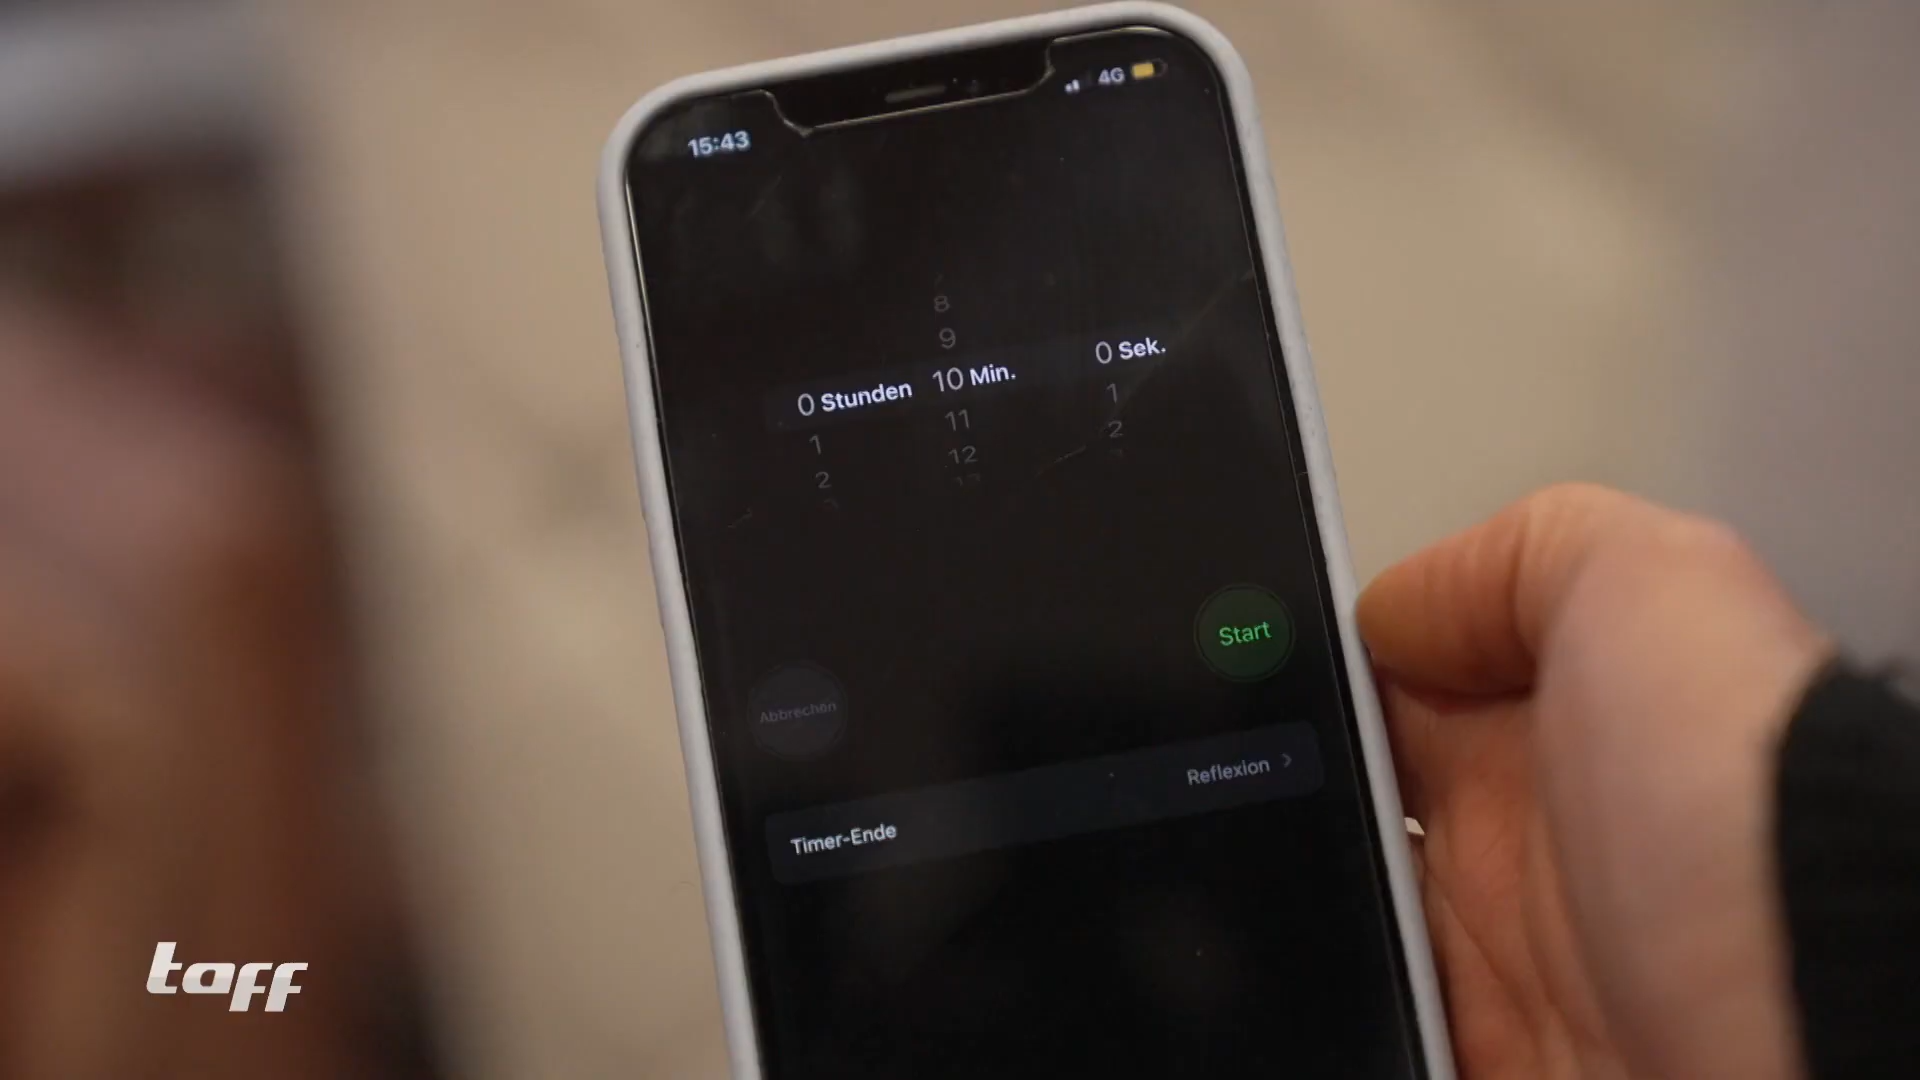 15:43
4G
8
9
0 Stunden 10 Min. 0 Sek.
1 11 1
2 12 2
Start
Abbrechen
Timer-Ende Reflexion >
taff